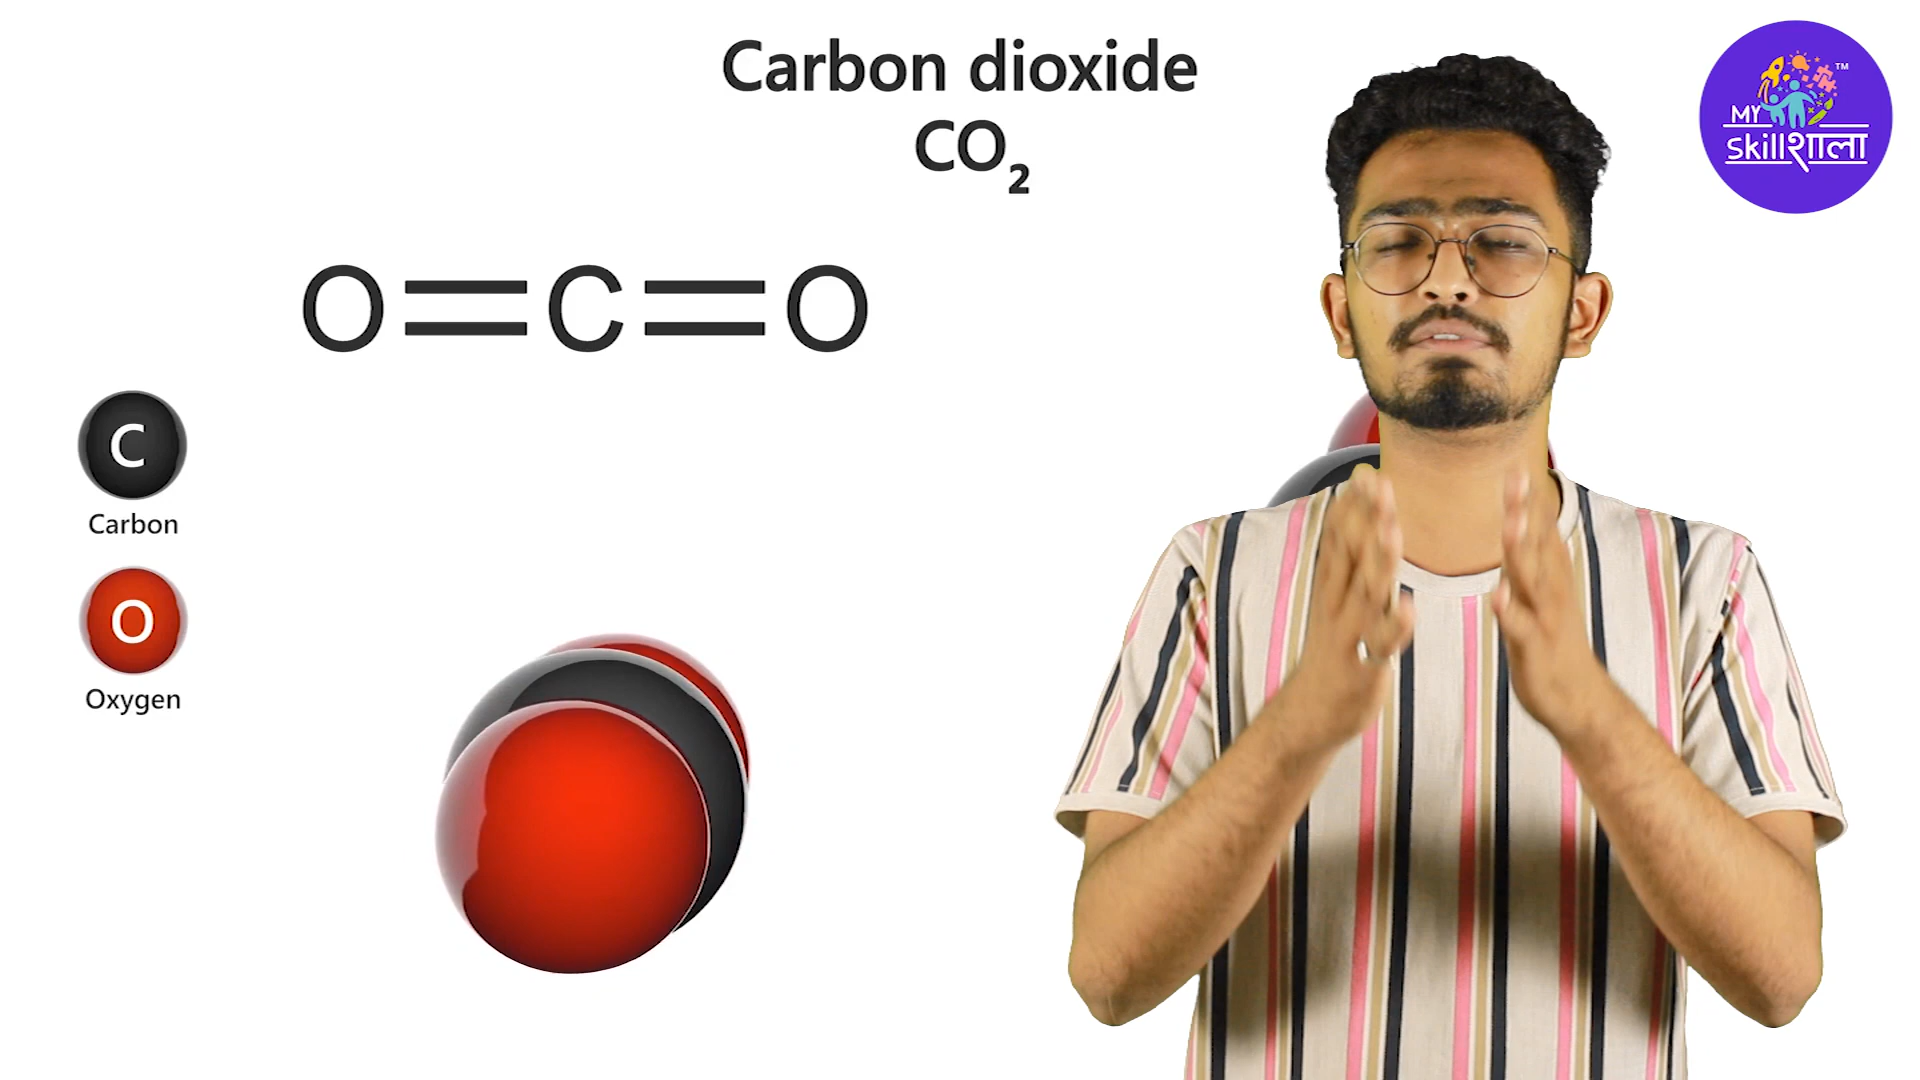 Carbon dioxide
CO₂
O=C=O
C
Carbon
O
Oxygen
MY
Skillशाला
TM